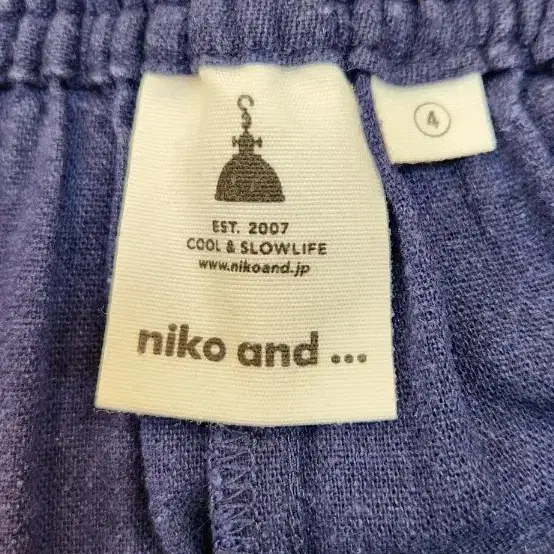 ④
EST. 2007
COOL & SLOWLIFE
www.nikoand.jp
niko and ...